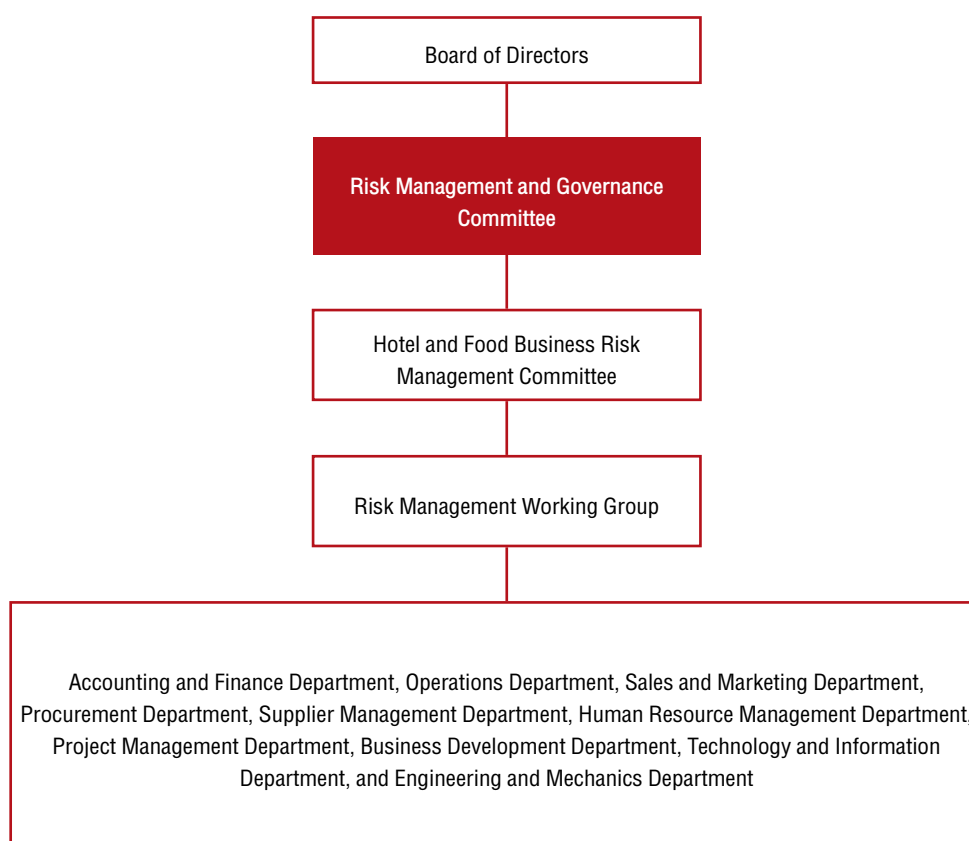 Board of Directors
Risk Management and Governance
Committee
Hotel and Food Business Risk
Management Committee
Risk Management Working Group
Accounting and Finance Department, Operations Department, Sales and Marketing Department,
Procurement Department, Supplier Management Department, Human Resource Management Department,
Project Management Department, Business Development Department, Technology and Information
Department, and Engineering and Mechanics Department